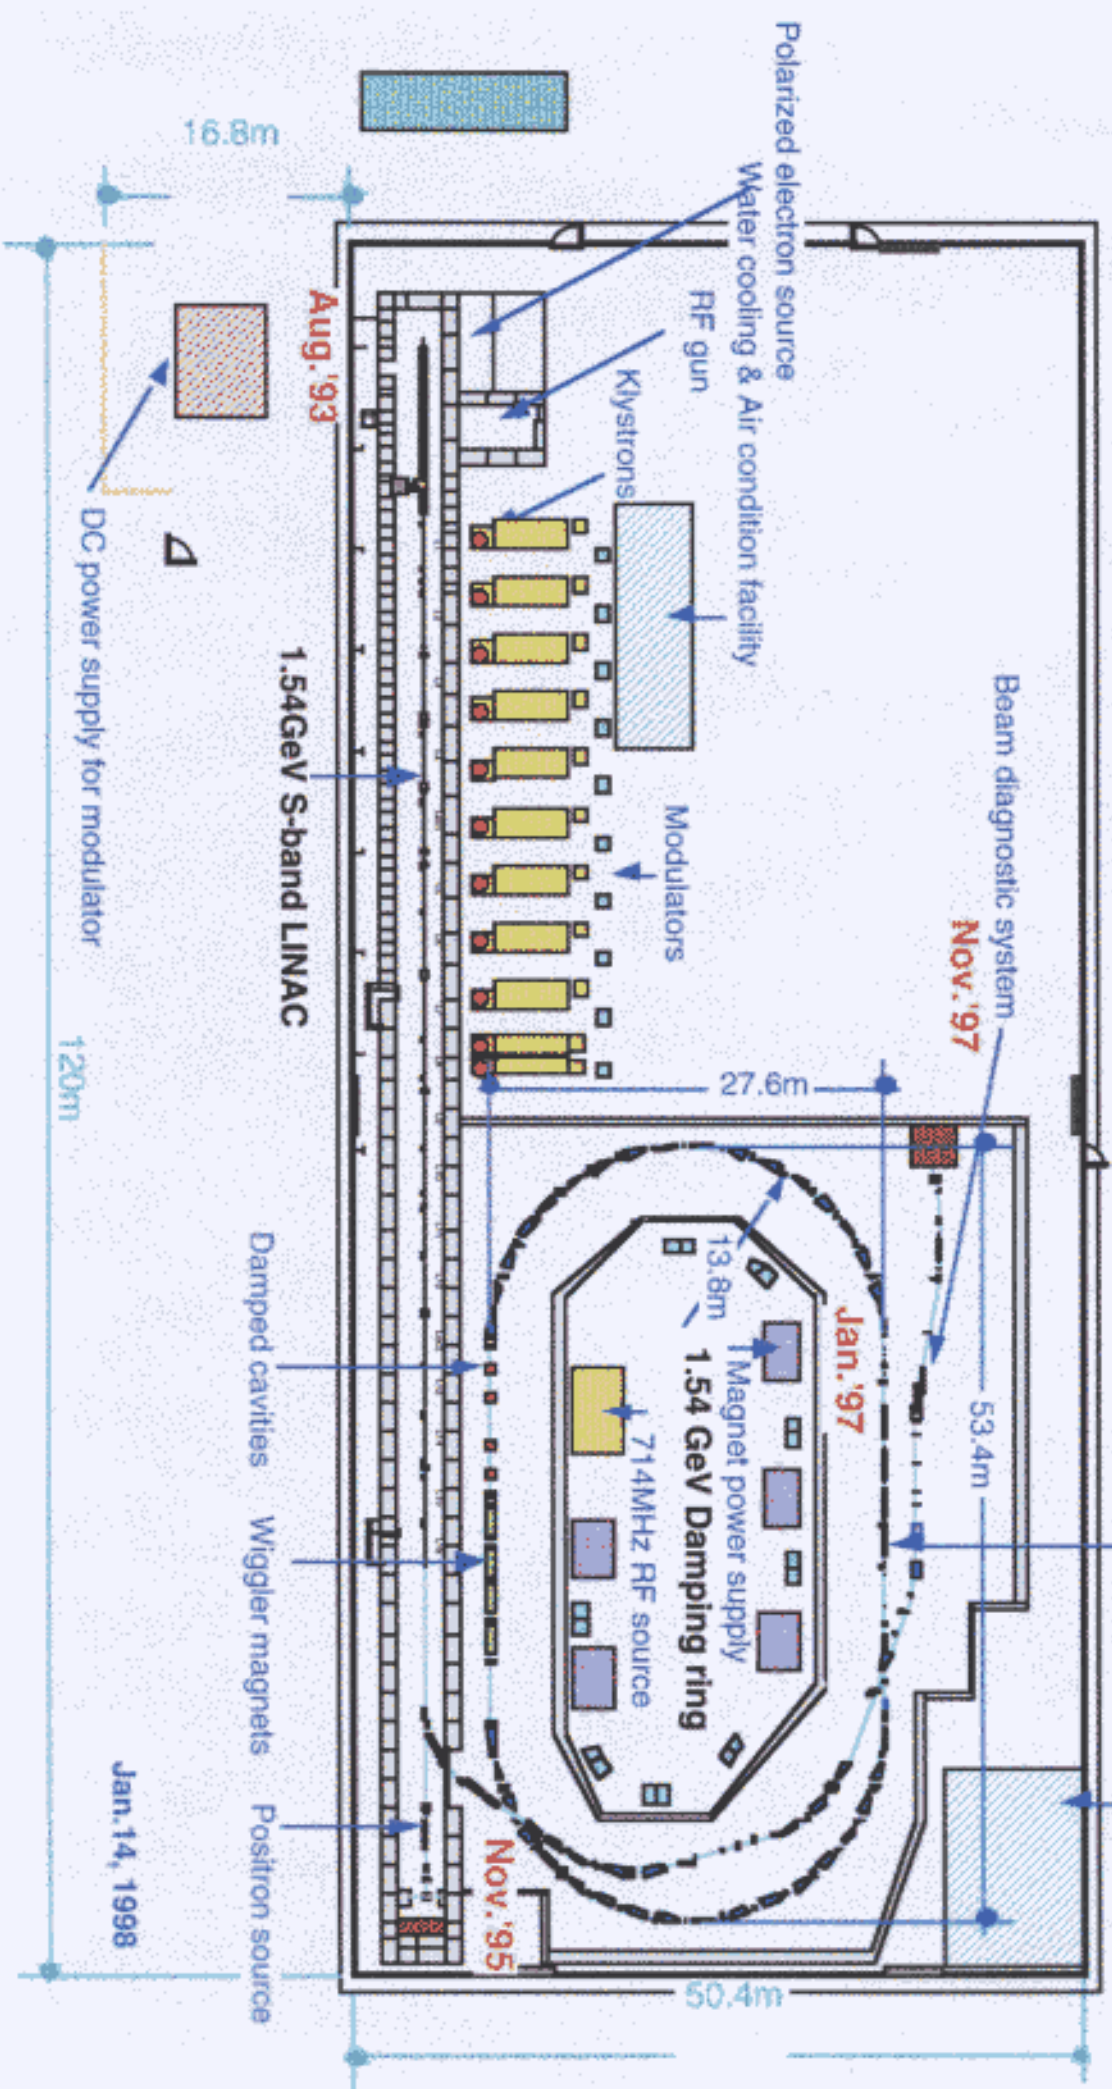 Polarized electron source
Water cooling & Air condition facility
RF gun
Klystrons
16.8m
Aug.'93
DC power supply for modulator
1.54GeV S-band LINAC
Modulators
Beam diagnostic system
Nov.'97
27.6m
120m
53.4m
13.8m
Jan.'97
Magnet power supply
1.54 GeV Damping ring
714MHz RF source
Damped cavities
Wiggler magnets
Positron source
Nov.'95
50.4m
Jan.14, 1998